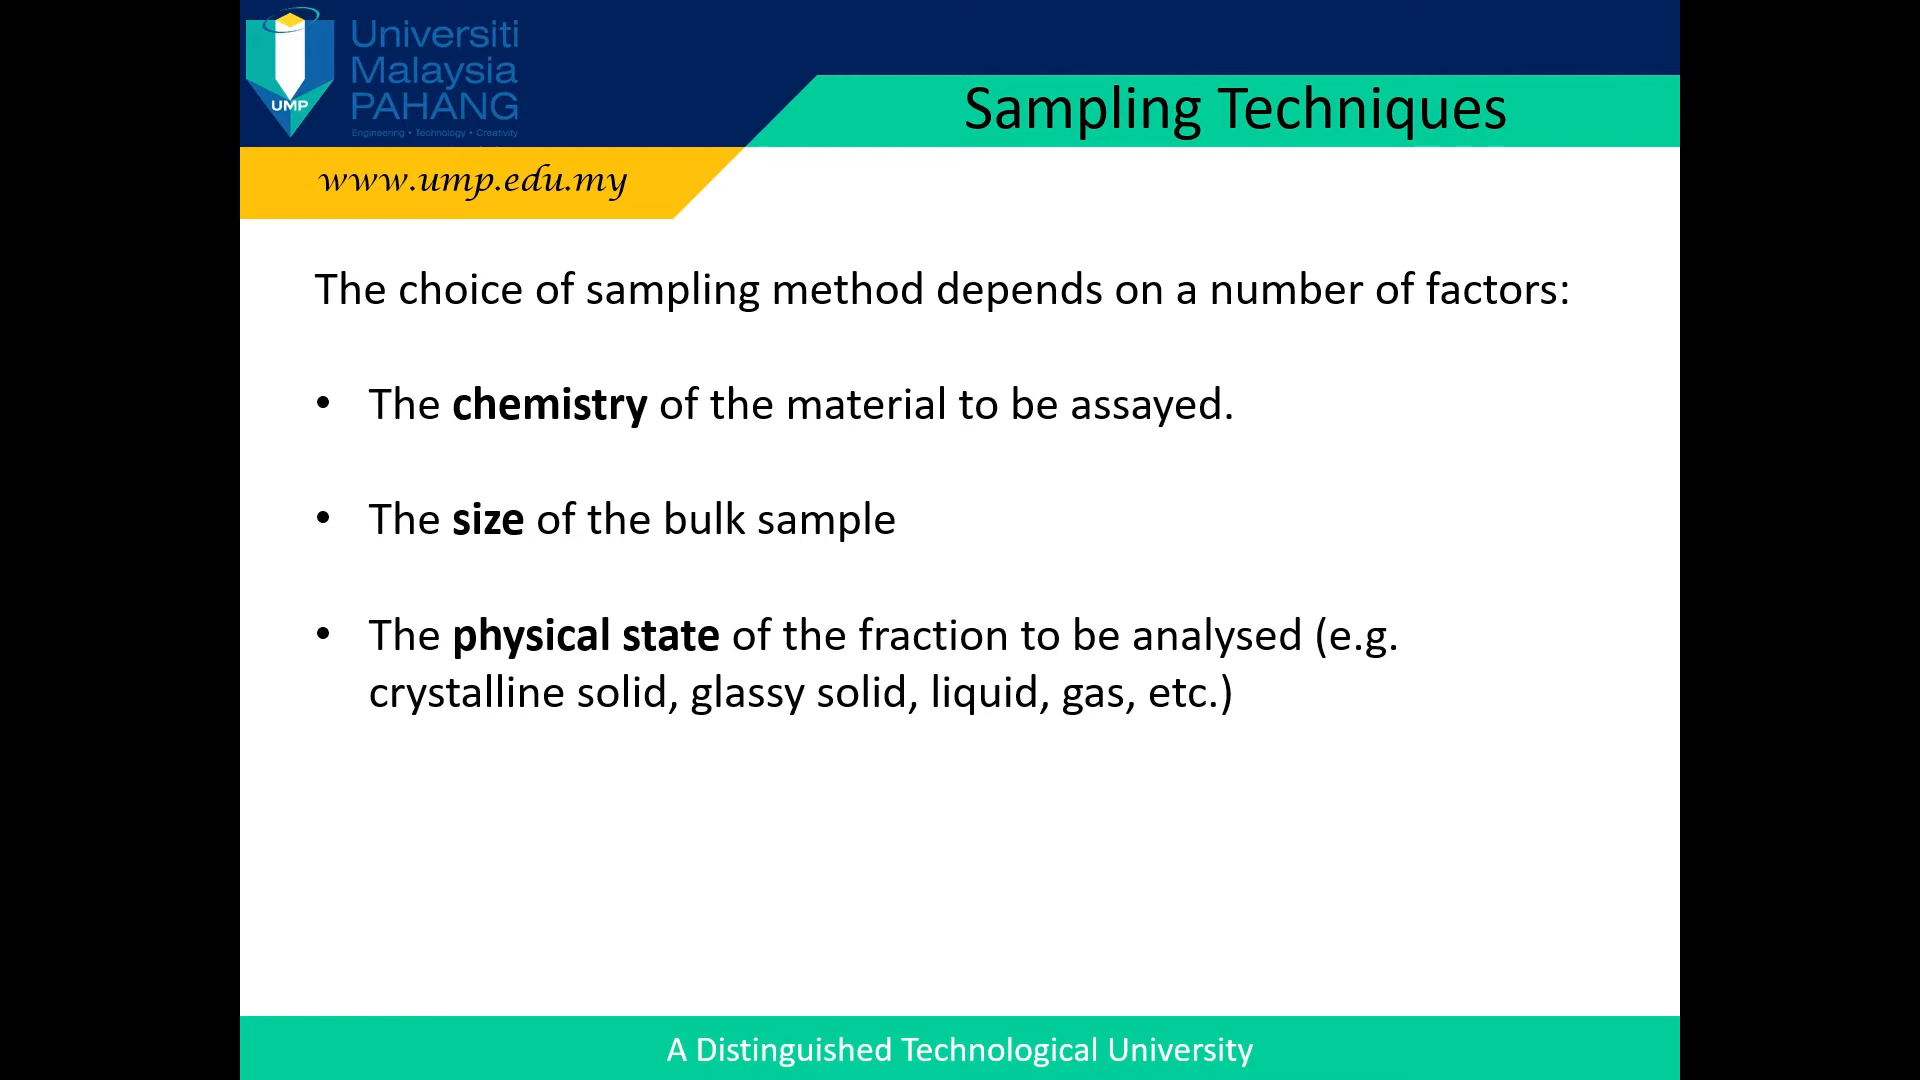 Universiti
Malaysia
PAHANG
Engineering • Technology • Creativity
UMP
Sampling Techniques
www.ump.edu.my
The choice of sampling method depends on a number of factors:
• The chemistry of the material to be assayed.
• The size of the bulk sample
• The physical state of the fraction to be analysed (e.g.
crystalline solid, glassy solid, liquid, gas, etc.)
A Distinguished Technological University